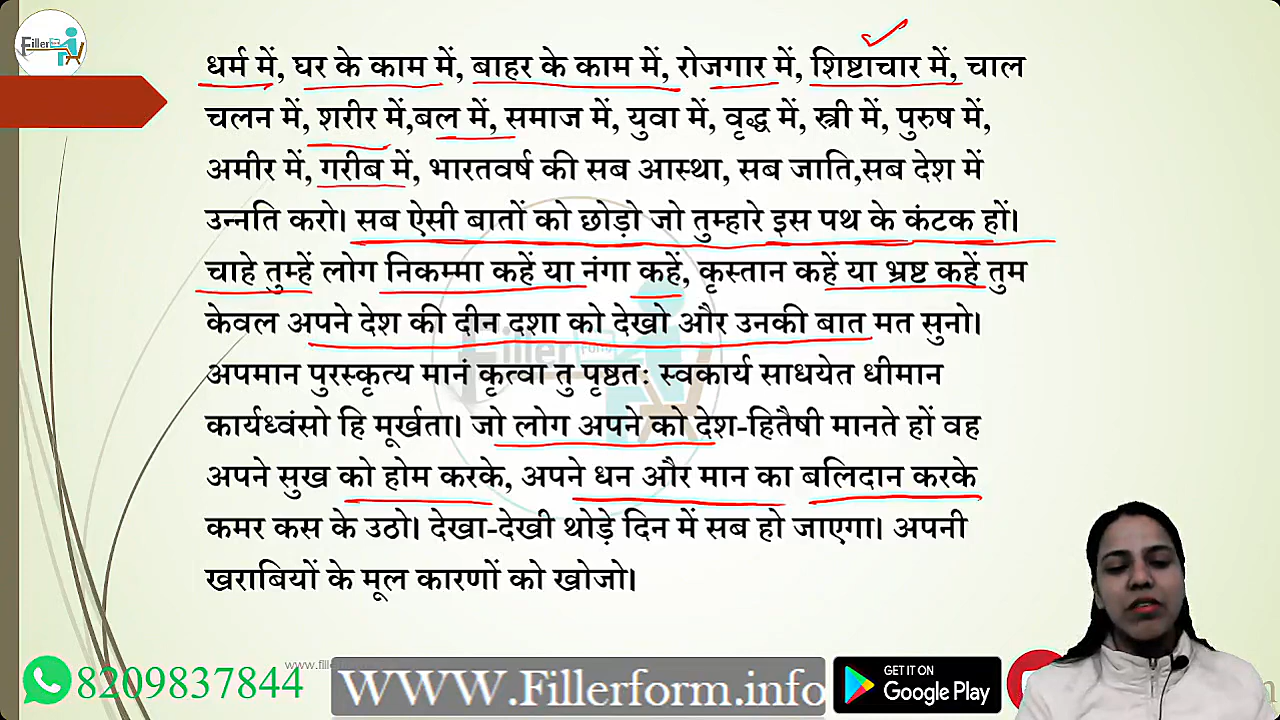 Fillerform
धर्म में, घर के काम में, बाहर के काम में, रोजगार में, शिष्टाचार में, चाल
चलन में, शरीर में,बल में, समाज में, युवा में, वृद्ध में, स्त्री में, पुरुष में,
अमीर में, गरीब में, भारतवर्ष की सब आस्था, सब जाति,सब देश में
उन्नति करो। सब ऐसी बातों को छोड़ो जो तुम्हारे इस पथ के कंटक हों।
चाहे तुम्हें लोग निकम्मा कहें या नंगा कहें, कृस्तान कहें या भ्रष्ट कहें तुम
केवल अपने देश की दीन दशा को देखो और उनकी बात मत सुनो।
अपमान पुरस्कृत्य मानं कृत्वा तु पृष्ठतः स्वकार्य साधयेत धीमान
कार्यध्वंसो हि मूर्खता। जो लोग अपने को देश-हितैषी मानते हों वह
अपने सुख को होम करके, अपने धन और मान का बलिदान करके
कमर कस के उठो। देखा-देखी थोड़े दिन में सब हो जाएगा। अपनी
खराबियों के मूल कारणों को खोजो।
8209837844
WWW.Fillerform.info
GET IT ON
Google Play